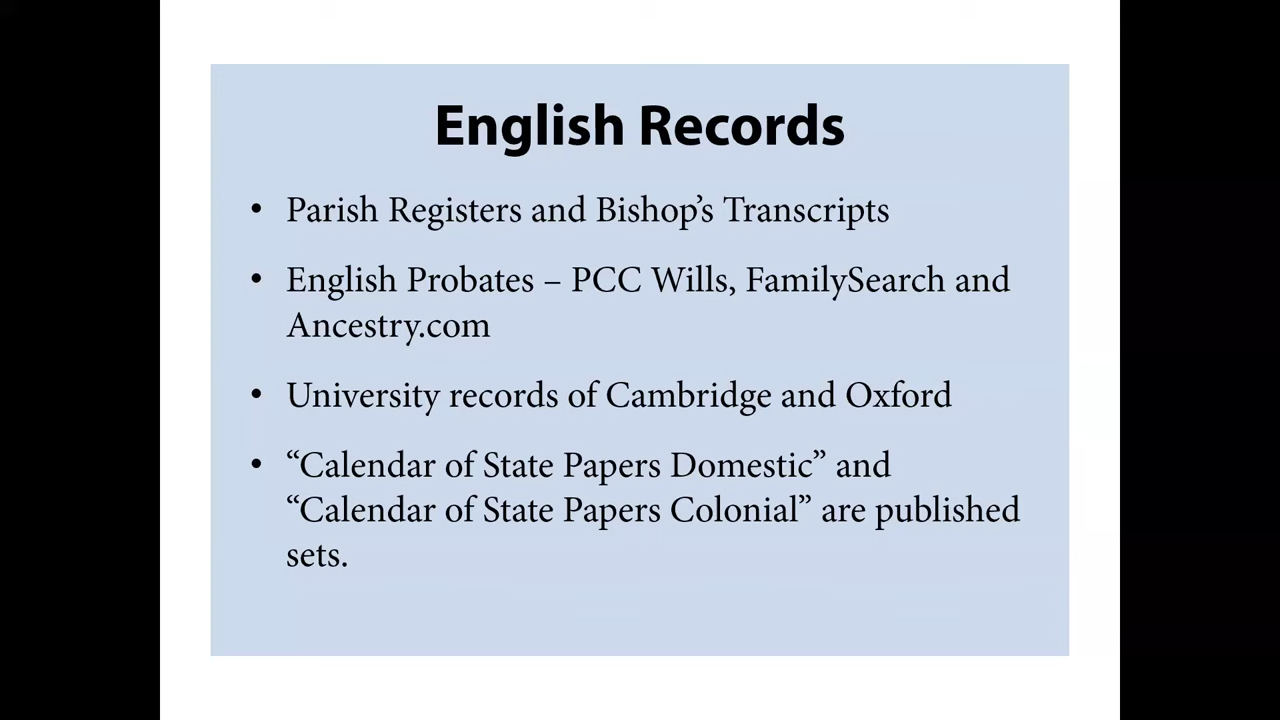 English Records
• Parish Registers and Bishop’s Transcripts
• English Probates – PCC Wills, FamilySearch and
Ancestry.com
• University records of Cambridge and Oxford
• “Calendar of State Papers Domestic” and
“Calendar of State Papers Colonial” are published
sets.